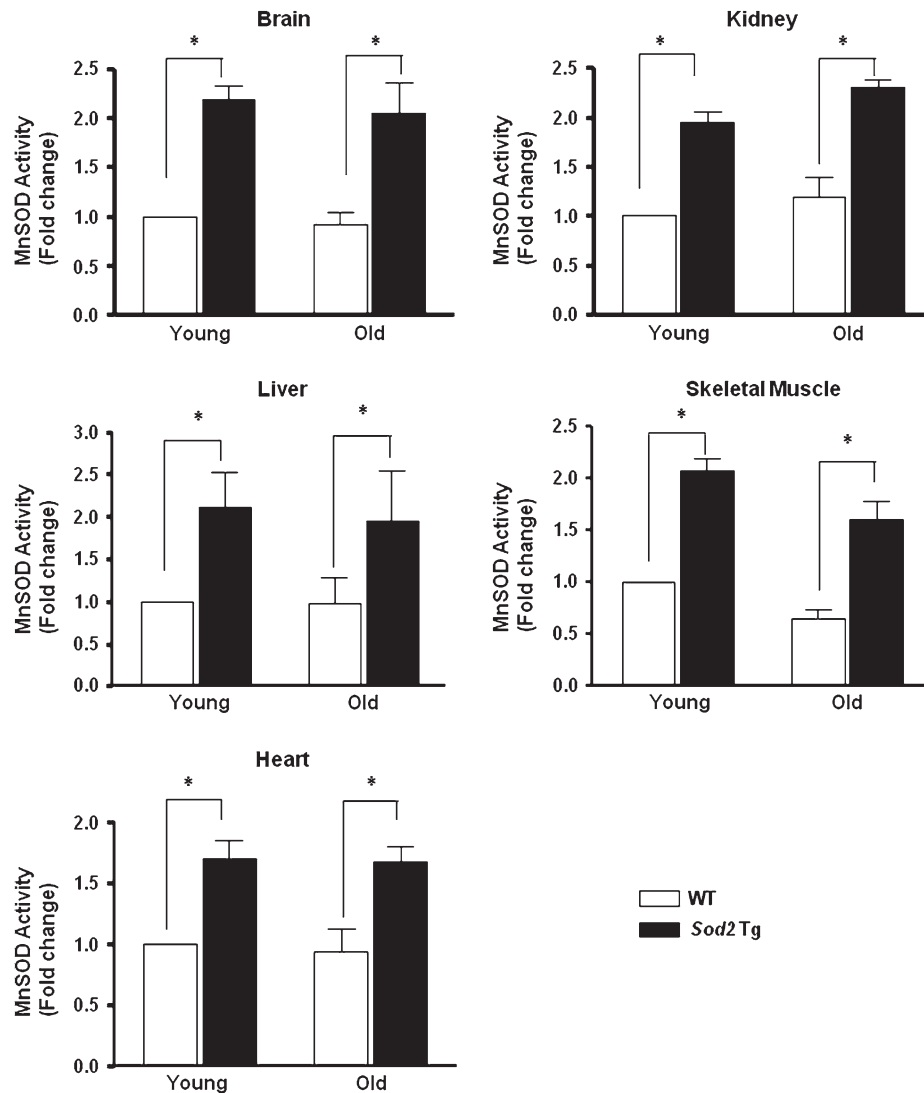 Brain
*
*
MnSOD Activity
(Fold change)
2.5
2.0
1.5
1.0
0.5
0.0
Young
Old
Kidney
*
*
MnSOD Activity
(Fold change)
2.5
2.0
1.5
1.0
0.5
0.0
Young
Old
Liver
*
*
MnSOD Activity
(Fold change)
3.0
2.5
2.0
1.5
1.0
0.5
0.0
Young
Old
Skeletal Muscle
*
*
MnSOD Activity
(Fold change)
2.5
2.0
1.5
1.0
0.5
0.0
Young
Old
Heart
*
*
MnSOD Activity
(Fold change)
2.0
1.5
1.0
0.5
0.0
Young
Old
WT
Sod2 Tg